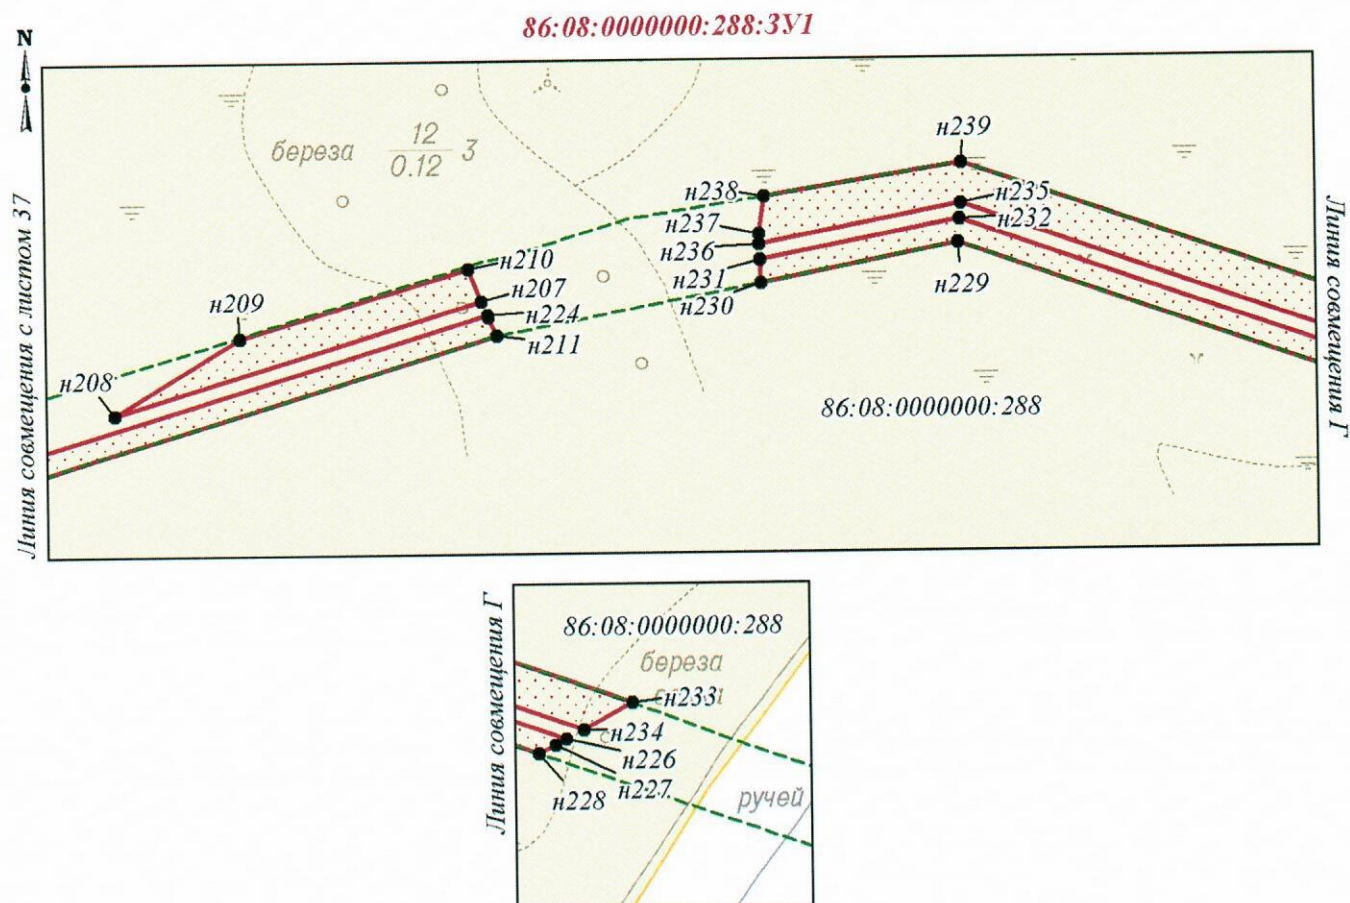 86:08:0000000:288:ЗУ1
N
Линия совмещения с листом 37
береза 12/0.12 3
н239
н238
н235
н237
н232
н236
н210
н231
н229
н207
н230
н209
н224
н211
н208
86:08:0000000:288
Линия совмещения Г
Линия совмещения Г
86:08:0000000:288
береза
н233
н234
н226
н227
н228
ручей